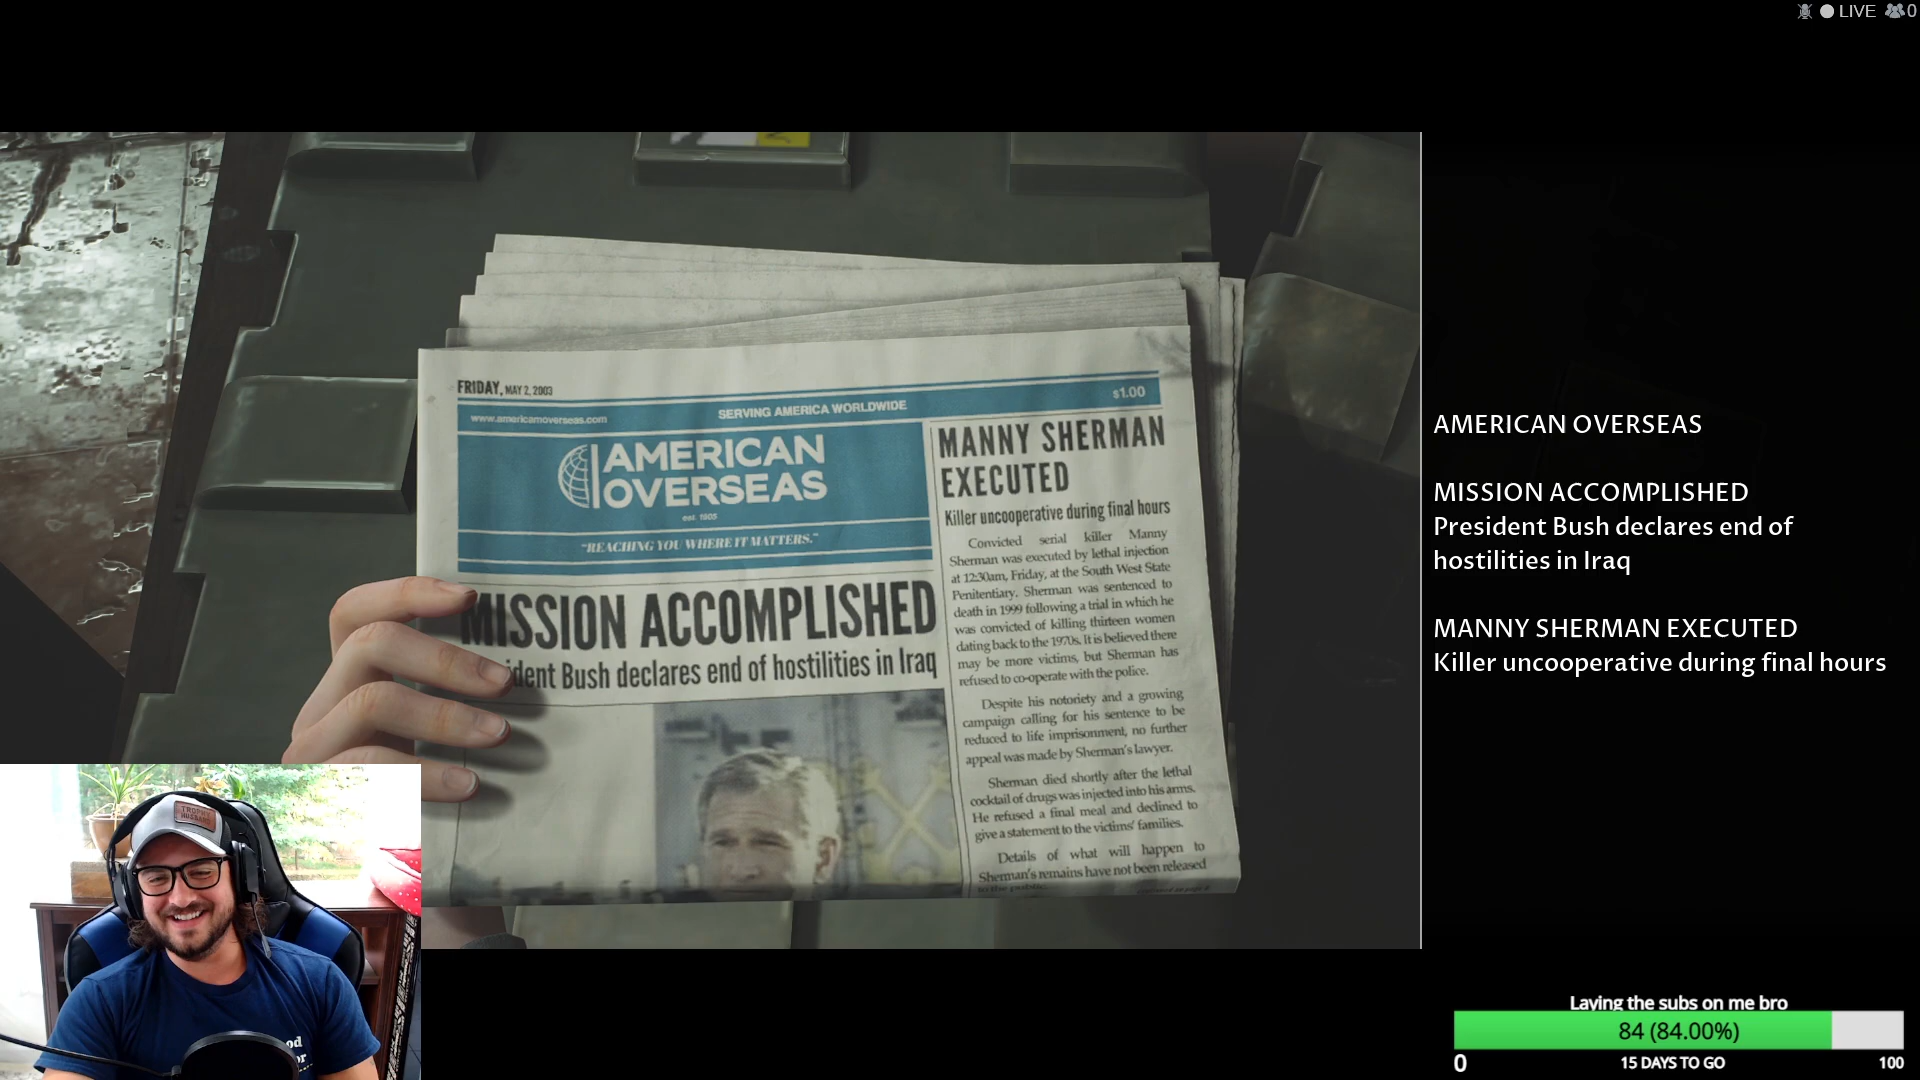 LIVE 0
FRIDAY, MAY 2, 2003
www.americanoverseas.com
SERVING AMERICA WORLDWIDE
$1.00
AMERICAN
OVERSEAS
est. 1905
"REACHING YOU WHERE IT MATTERS."
MISSION ACCOMPLISHED
ident Bush declares end of hostilities in Iraq
MANNY SHERMAN
EXECUTED
Killer uncooperative during final hours
Convicted serial killer Manny
Sherman was executed by lethal injection
at 12:30am, Friday, at the South West State
Penitentiary. Sherman was sentenced to
death in 1999 following a trial in which he
was convicted of killing thirteen women
dating back to the 1970s. It is believed there
may be more victims, but Sherman has
refused to co-operate with the police.
Despite his notoriety and a growing
campaign calling for his sentence to be
reduced to life imprisonment, no further
appeal was made by Sherman's lawyer.
Sherman died shortly after the lethal
cocktail of drugs was injected into his arms.
He refused a final meal and declined to
give a statement to the victims' families.
Details of what will happen to
Sherman's remains have not been released
to the public.
AMERICAN OVERSEAS
MISSION ACCOMPLISHED
President Bush declares end of
hostilities in Iraq
MANNY SHERMAN EXECUTED
Killer uncooperative during final hours
TROPHY
HUSBAND
od
or
Laying the subs on me bro
84 (84.00%)
0 15 DAYS TO GO 100